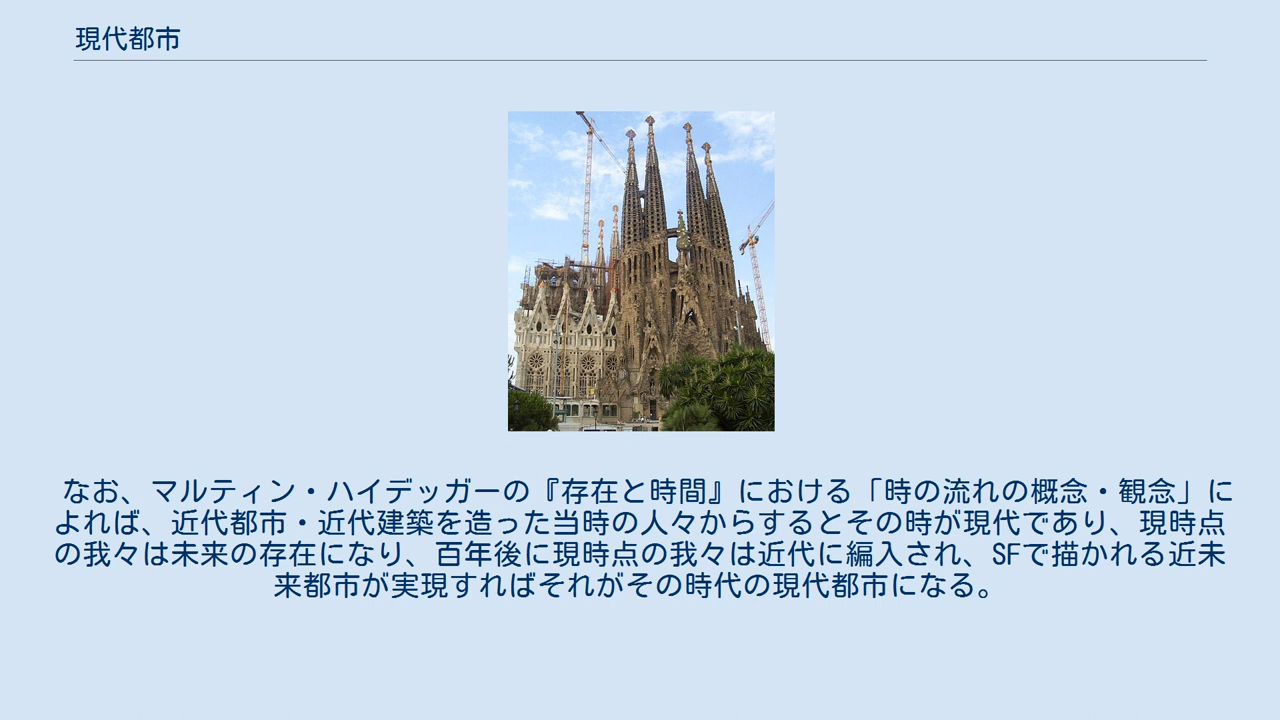 現代都市
なお、マルティン・ハイデッガーの『存在と時間』における「時の流れの概念・観念」に
よれば、近代都市・近代建築を造った当時の人々からするとその時が現代であり、現時点
の我々は未来の存在になり、百年後に現時点の我々は近代に編入され、SFで描かれる近未
来都市が実現すればそれがその時代の現代都市になる。